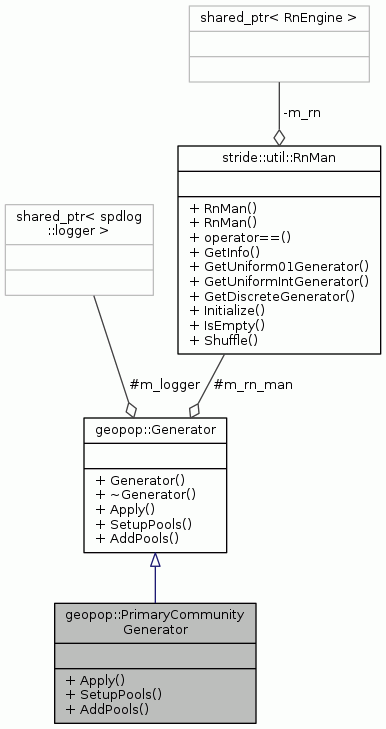 shared_ptr< RnEngine >
-m_rn
stride::util::RnMan
+ RnMan()
+ RnMan()
+ operator==()
+ GetInfo()
+ GetUniform01Generator()
+ GetUniformIntGenerator()
+ GetDiscreteGenerator()
+ Initialize()
+ IsEmpty()
+ Shuffle()
shared_ptr< spdlog
::logger >
#m_logger
#m_rn_man
geopop::Generator
+ Generator()
+ ~Generator()
+ Apply()
+ SetupPools()
+ AddPools()
geopop::PrimaryCommunity
Generator
+ Apply()
+ SetupPools()
+ AddPools()